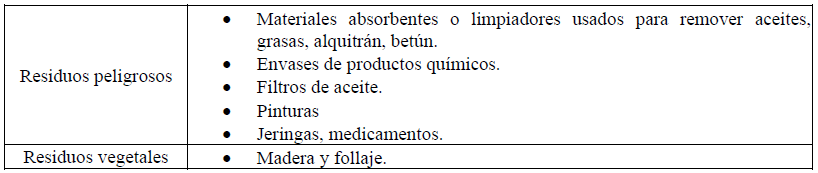 Residuos peligrosos
• Materiales absorbentes o limpiadores usados para remover aceites,
grasas, alquitrán, betún.
• Envases de productos químicos.
• Filtros de aceite.
• Pinturas
• Jeringas, medicamentos.
Residuos vegetales
• Madera y follaje.